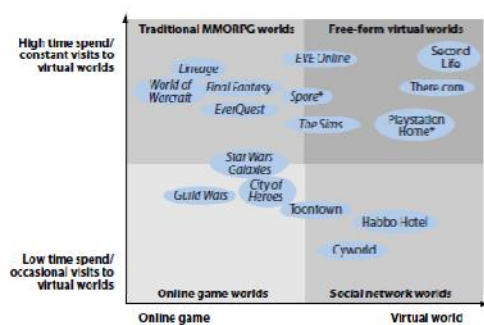 Traditional MMORPG worlds
Free-form virtual worlds
High time spend/
constant visits to
virtual worlds
EVE Online
Second
Life
Lineage
World of
Warcraft
Final Fantasy
Spore*
There.com
EverQuest
The Sims
Playstation
Home*
Star Wars
Galaxies
Guild Wars
City of
Heroes
Toontown
Habbo Hotel
Cyworld
Low time spend/
occasional visits to
virtual worlds
Online game worlds
Social network worlds
Online game
Virtual world